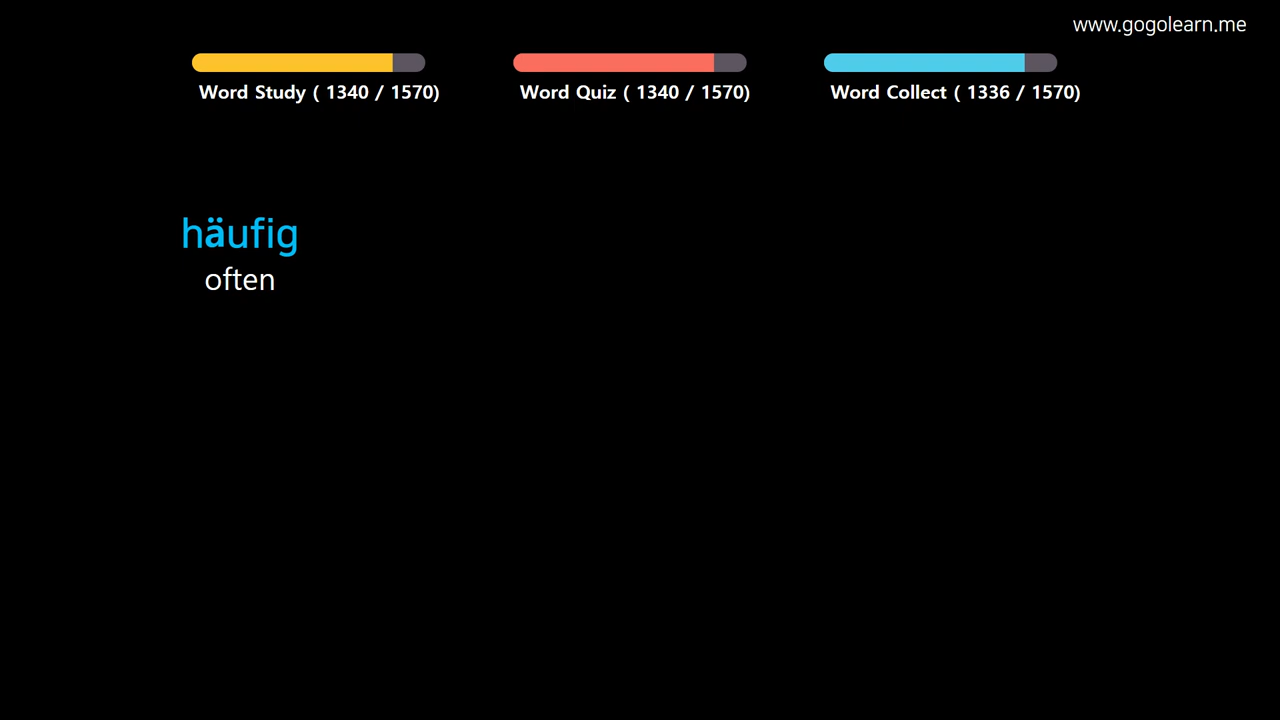 www.gogolearn.me
Word Study ( 1340 / 1570)
Word Quiz ( 1340 / 1570)
Word Collect ( 1336 / 1570)
häufig
often